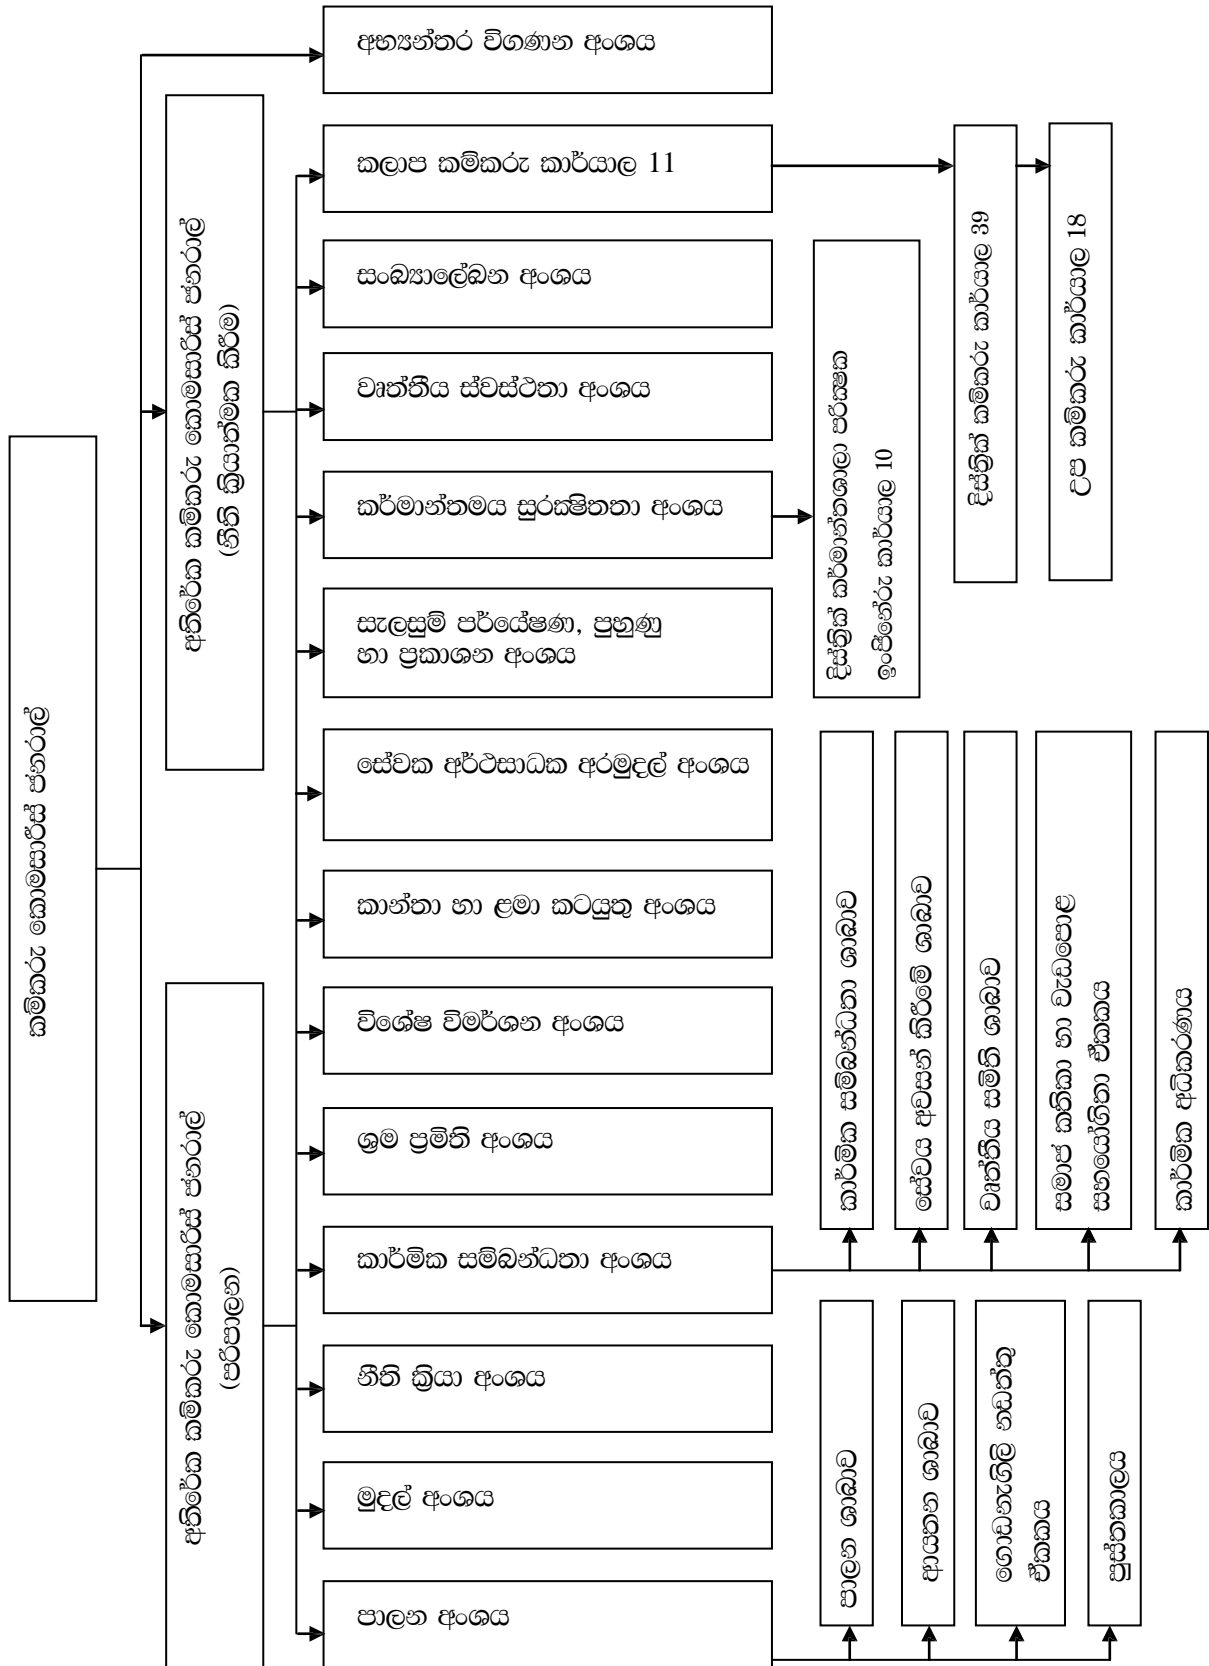 කම්කරු කොමසාරිස් ජනරාල්
අතිරේක කම්කරු කොමසාරිස් ජනරාල්
(නීති ක්‍රියාත්මක කිරීම)
අතිරේක කම්කරු කොමසාරිස් ජනරාල්
(පරිපාලන)
අභ්‍යන්තර විගණන අංශය
කලාප කම්කරු කාර්යාල 11
දිස්ත්‍රික් කම්කරු කාර්යාල 39
උප කම්කරු කාර්යාල 18
සංඛ්‍යාලේඛන අංශය
වෘත්තීය ස්වස්ථතා අංශය
කර්මාන්තමය සුරක්‍ෂිතතා අංශය
දිස්ත්‍රික් කර්මාන්තශාලා පරීක්‍ෂක
ඉංජිනේරු කාර්යාල 10
සැලසුම් පර්යේෂණ, පුහුණු
හා ප්‍රකාශන අංශය
සේවක අර්ථසාධක අරමුදල් අංශය
කාන්තා හා ළමා කටයුතු අංශය
විශේෂ විමර්ශන අංශය
ශ්‍රම ප්‍රමිති අංශය
කාර්මික සම්බන්ධතා අංශය
කාර්මික සම්බන්ධතා ශාඛාව
සේවය අවසන් කිරීමේ ශාඛාව
වෘත්තීය සමිති ශාඛාව
සමාජ කතිකා හා වැඩපොළ
සහයෝගිතා ඒකකය
කාර්මික අධිකරණය
නීති ක්‍රියා අංශය
මුදල් අංශය
පාලන අංශය
පාලන ශාඛාව
ආයතන ශාඛාව
ගොඩනැගිලි නඩත්තු
ඒකකය
පුස්තකාලය